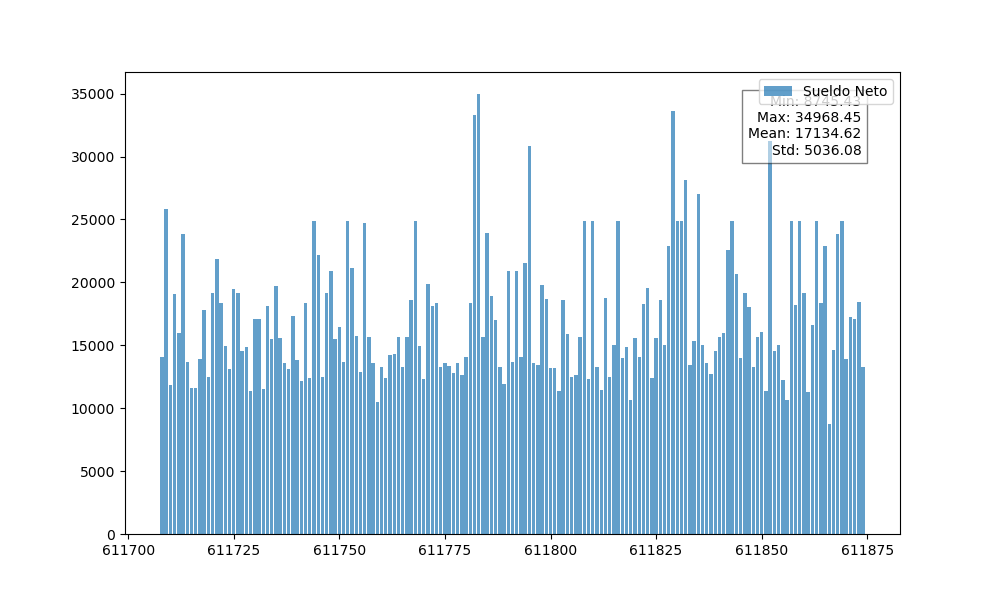 Sueldo Neto
Min: 8745.43
Max: 34968.45
Mean: 17134.62
Std: 5036.08
35000
30000
25000
20000
15000
10000
5000
0
611700 611725 611750 611775 611800 611825 611850 611875